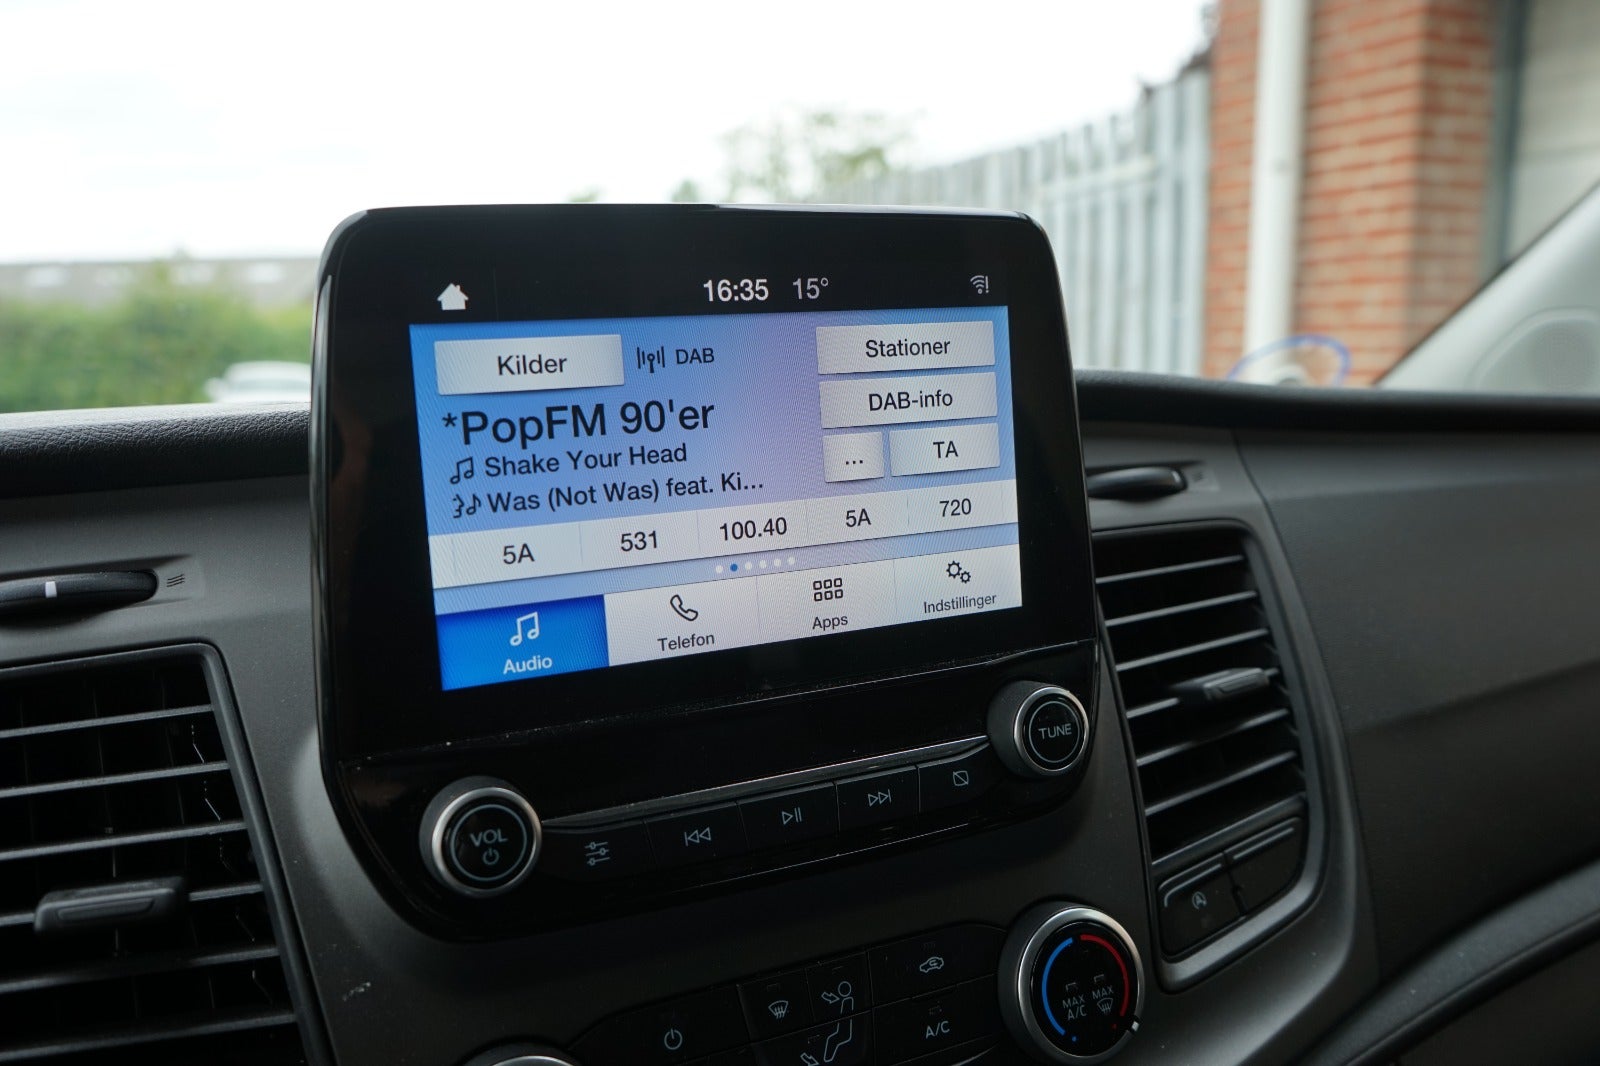 16:35 15°
Kilder
DAB
Stationer
*PopFM 90'er
DAB-info
Shake Your Head
... TA
Was (Not Was) feat. Ki...
5A 531 100.40 5A 720
Audio Telefon Apps Indstillinger
VOL
TUNE
A/C
MAX A/C
MAX